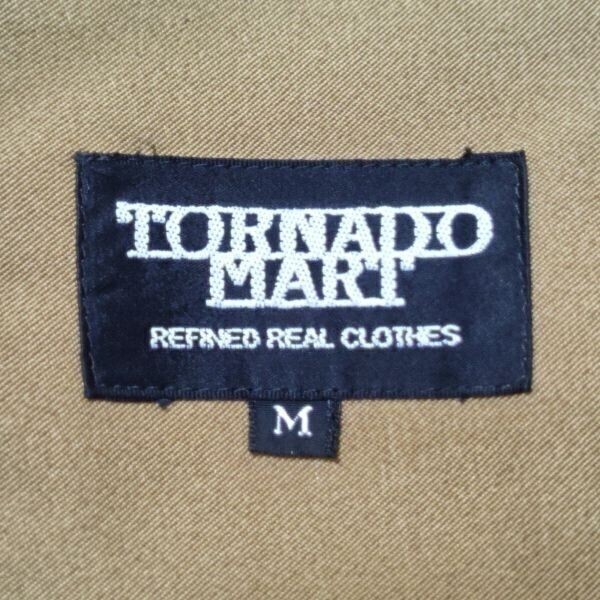 TORNADO
MART
REFINED REAL CLOTHES
M